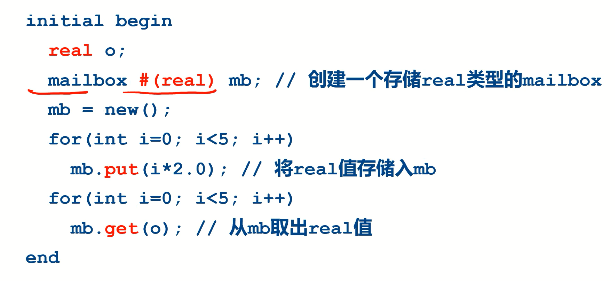 initial begin
real o;
mailbox #(real) mb; // 创建一个存储real类型的mailbox
mb = new();
for(int i=0; i<5; i++)
mb.put(i*2.0); // 将real值存储入mb
for(int i=0; i<5; i++)
mb.get(o); // 从mb取出real值
end